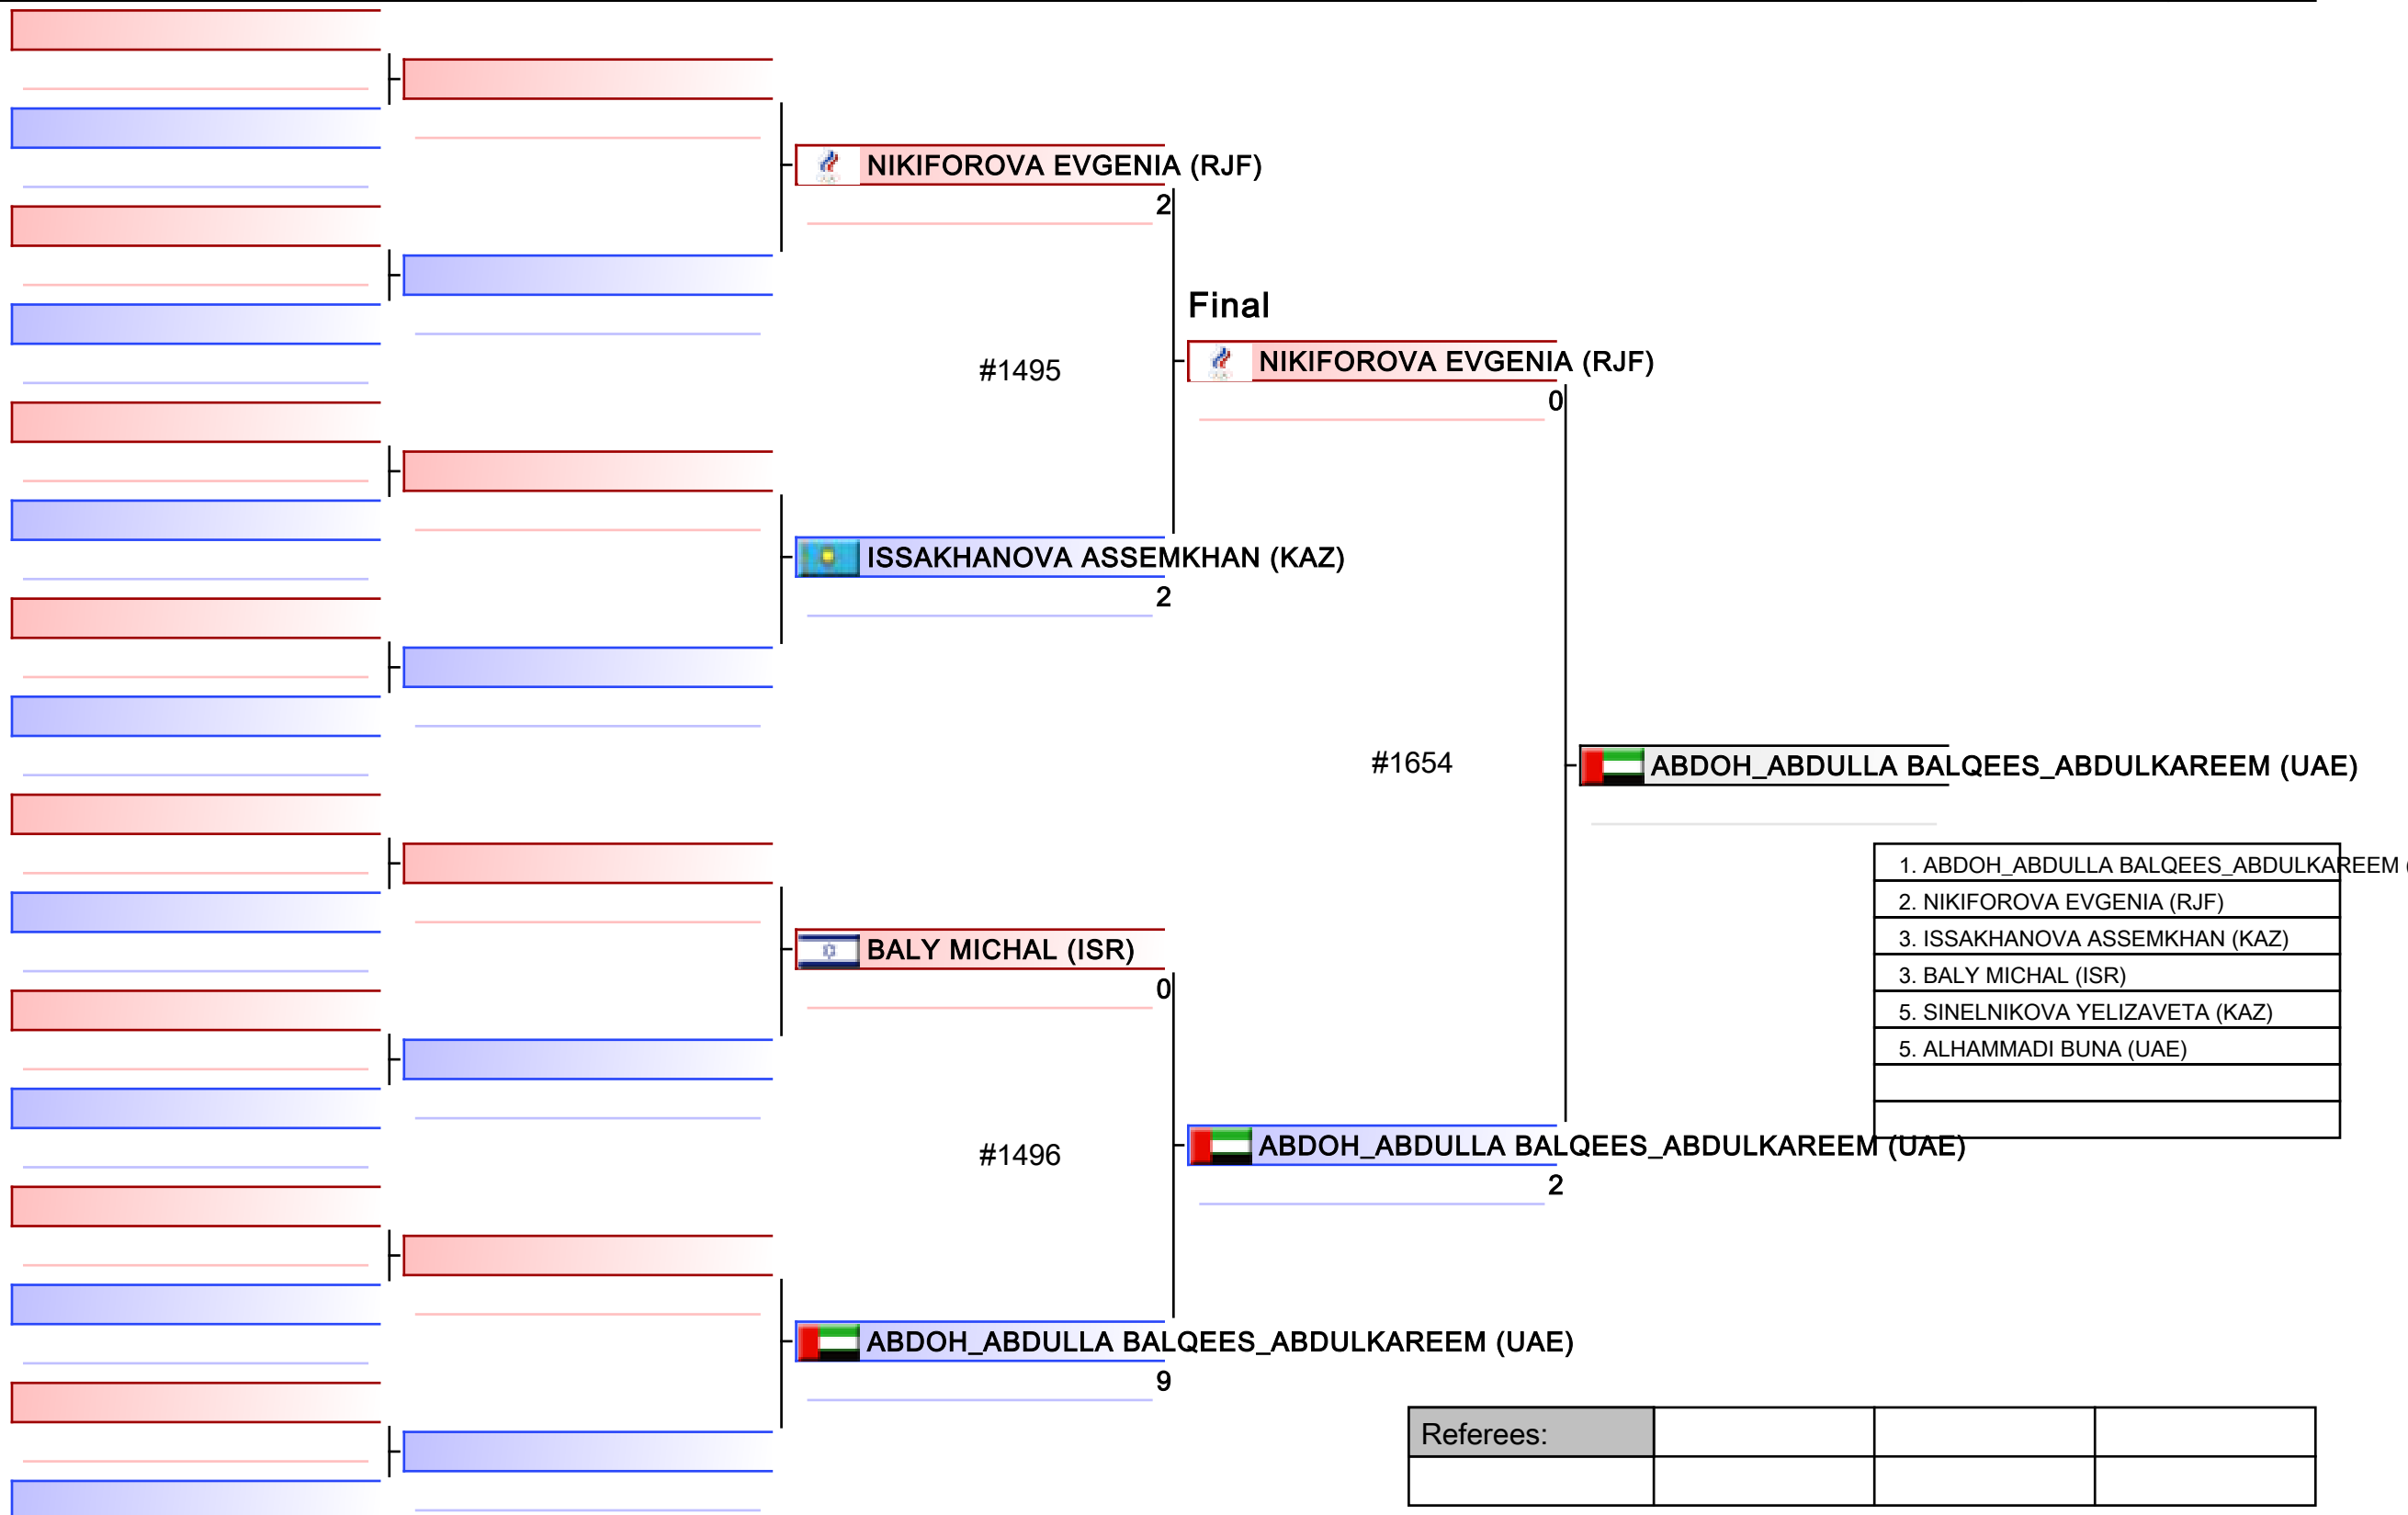 NIKIFOROVA EVGENIA (RJF)
2
Final
#1495
NIKIFOROVA EVGENIA (RJF)
0
ISSAKHANOVA ASSEMKHAN (KAZ)
2
#1654
ABDOH_ABDULLA BALQEES_ABDULKAREEM (UAE)
1. ABDOH_ABDULLA BALQEES_ABDULKAREEM (
2. NIKIFOROVA EVGENIA (RJF)
3. ISSAKHANOVA ASSEMKHAN (KAZ)
3. BALY MICHAL (ISR)
5. SINELNIKOVA YELIZAVETA (KAZ)
5. ALHAMMADI BUNA (UAE)
BALY MICHAL (ISR)
0
#1496
ABDOH_ABDULLA BALQEES_ABDULKAREEM (UAE)
2
ABDOH_ABDULLA BALQEES_ABDULKAREEM (UAE)
9
Referees: